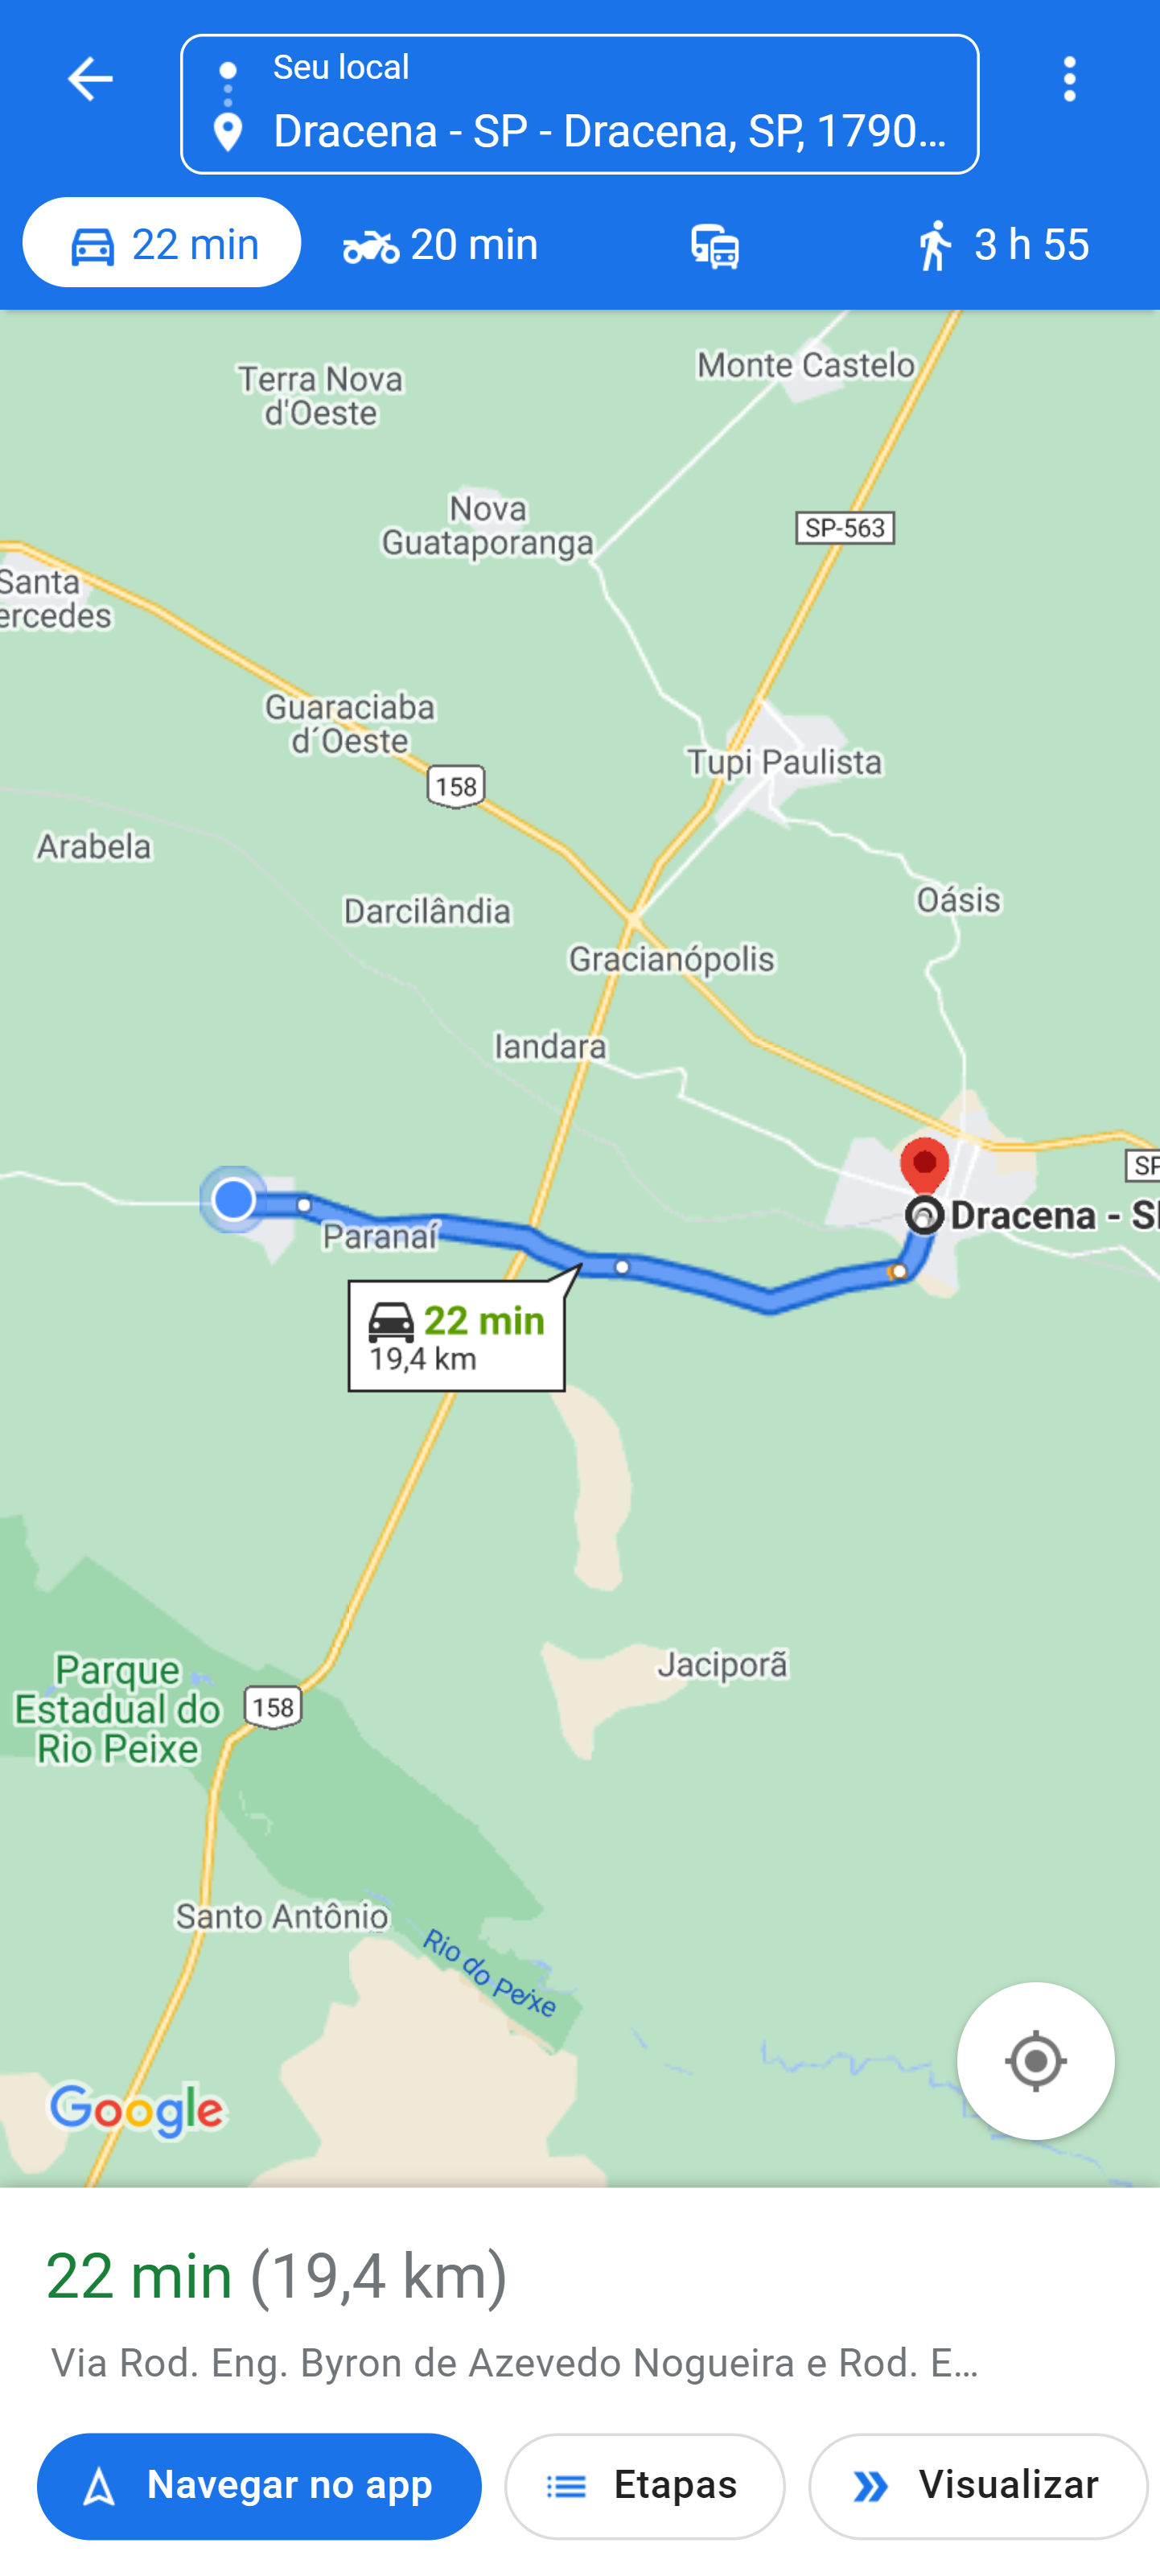 Seu local
Dracena - SP - Dracena, SP, 1790...
22 min
20 min
3 h 55
Terra Nova
d'Oeste
Monte Castelo
Nova
Guataporanga
SP-563
Santa
ercedes
Guaraciaba
d´Oeste
158
Tupi Paulista
Arabela
Darcilândia
Oásis
Gracianópolis
Iandara
SP
Paranaí
Dracena - SI
22 min
19,4 km
Jaciporã
Parque
Estadual do
Rio Peixe
158
Santo Antônio
Rio do Peixe
Google
22 min (19,4 km)
Via Rod. Eng. Byron de Azevedo Nogueira e Rod. E...
Navegar no app
Etapas
Visualizar